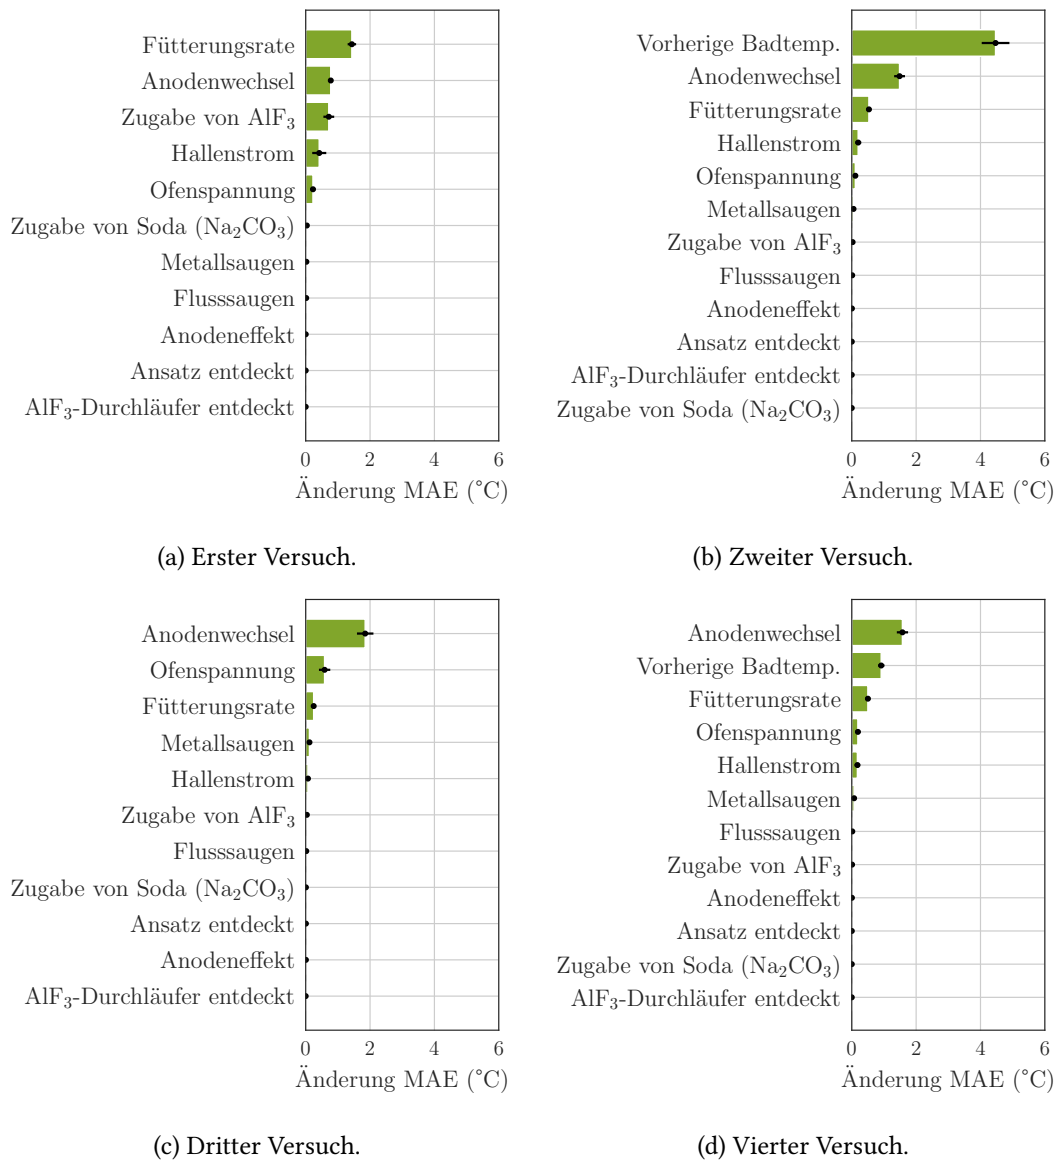 Fütterungsrate
Anodenwechsel
Zugabe von AlF₃
Hallenstrom
Ofenspannung
Zugabe von Soda (Na₂CO₃)
Metallsaugen
Flusssaugen
Anodeneffekt
Ansatz entdeckt
AlF₃-Durchläufer entdeckt
0 2 4 6
Änderung MAE (°C)
(a) Erster Versuch.
Vorherige Badtemp.
Anodenwechsel
Fütterungsrate
Hallenstrom
Ofenspannung
Metallsaugen
Zugabe von AlF₃
Flusssaugen
Anodeneffekt
Ansatz entdeckt
AlF₃-Durchläufer entdeckt
Zugabe von Soda (Na₂CO₃)
0 2 4 6
Änderung MAE (°C)
(b) Zweiter Versuch.
Anodenwechsel
Ofenspannung
Fütterungsrate
Metallsaugen
Hallenstrom
Zugabe von AlF₃
Flusssaugen
Zugabe von Soda (Na₂CO₃)
Ansatz entdeckt
Anodeneffekt
AlF₃-Durchläufer entdeckt
0 2 4 6
Änderung MAE (°C)
(c) Dritter Versuch.
Anodenwechsel
Vorherige Badtemp.
Fütterungsrate
Ofenspannung
Hallenstrom
Metallsaugen
Flusssaugen
Zugabe von AlF₃
Anodeneffekt
Ansatz entdeckt
Zugabe von Soda (Na₂CO₃)
AlF₃-Durchläufer entdeckt
0 2 4 6
Änderung MAE (°C)
(d) Vierter Versuch.